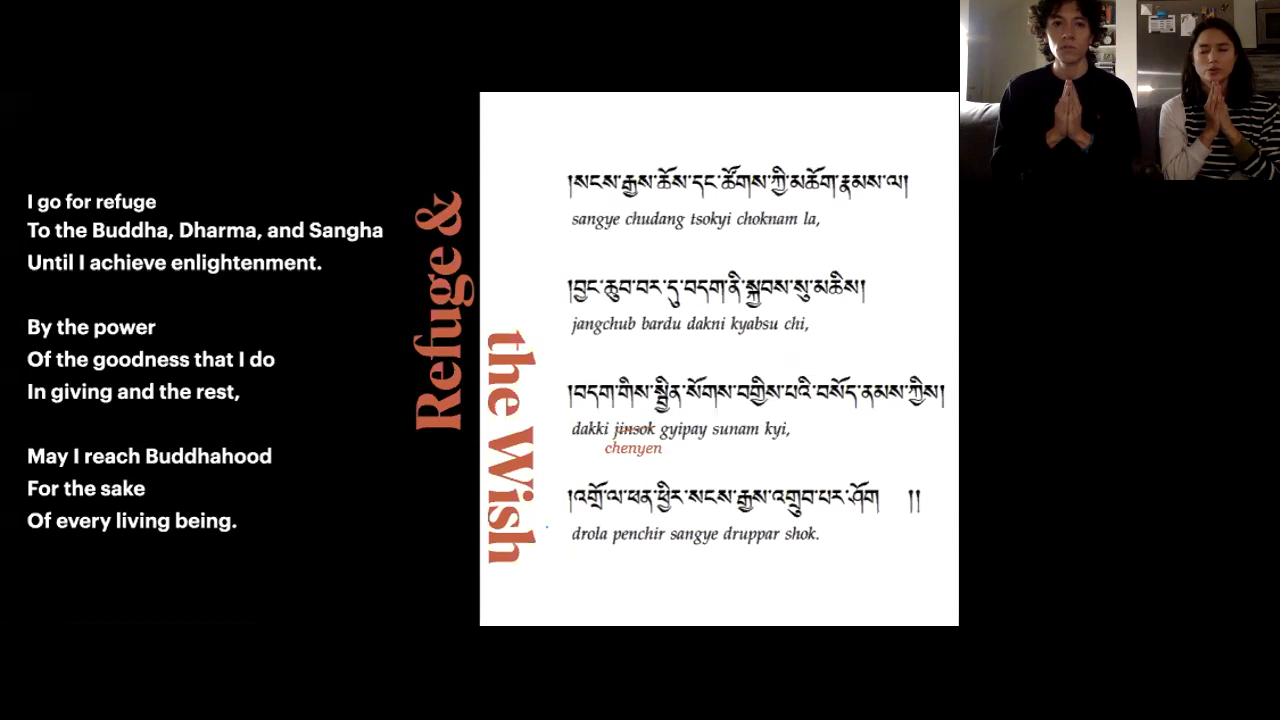 I go for refuge
To the Buddha, Dharma, and Sangha
Until I achieve enlightenment.
By the power
Of the goodness that I do
In giving and the rest,
May I reach Buddhahood
For the sake
Of every living being.
Refuge &
the Wish
།སངས་རྒྱས་ཆོས་དང་ཚོགས་ཀྱི་མཆོག་རྣམས་ལ།
sangye chudang tsokyi choknam la,
།བྱང་ཆུབ་བར་དུ་བདག་ནི་སྐྱབས་སུ་མཆིས།
jangchub bardu dakni kyabsu chi,
།བདག་གིས་སྦྱིན་སོགས་བགྱིས་པའི་བསོད་ནམས་ཀྱིས།
dakki jinsok gyipay sunam kyi,
chenyen
།འགྲོ་ལ་ཕན་ཕྱིར་སངས་རྒྱས་འགྲུབ་པར་ཤོག །།
drola penchir sangye druppar shok.